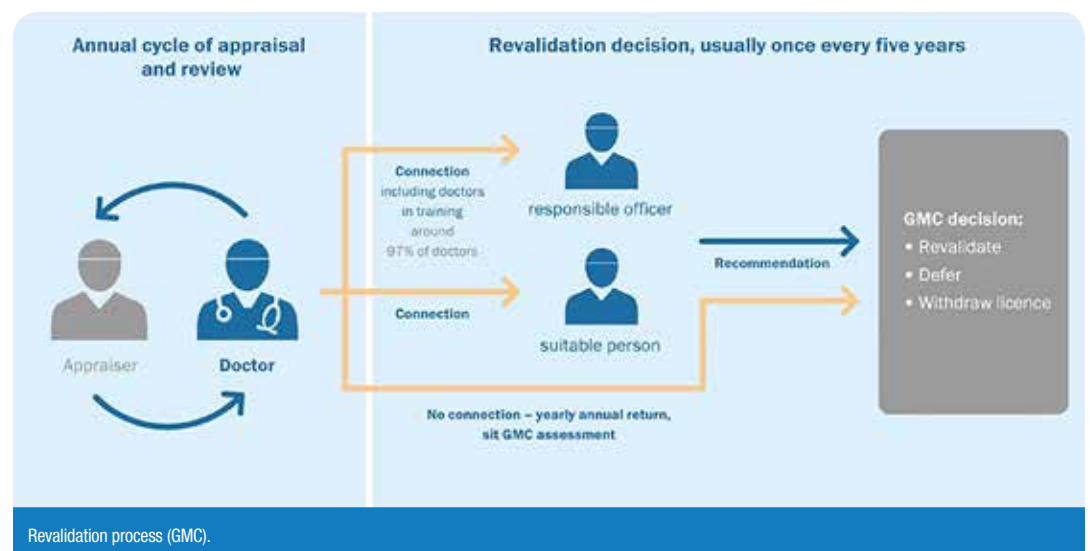 Annual cycle of appraisal
and review
Revalidation decision, usually once every five years
Appraiser
Doctor
Connection
including doctors
in training
around
97% of doctors
Connection
responsible officer
suitable person
Recommendation
No connection – yearly annual return,
sit GMC assessment
GMC decision:
• Revalidate
• Defer
• Withdraw licence
Revalidation process (GMC).